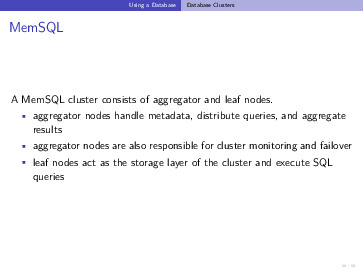 Using a Database Database Clusters
MemSQL
A MemSQL cluster consists of aggregator and leaf nodes.
aggregator nodes handle metadata, distribute queries, and aggregate
results
aggregator nodes are also responsible for cluster monitoring and failover
leaf nodes act as the storage layer of the cluster and execute SQL
queries